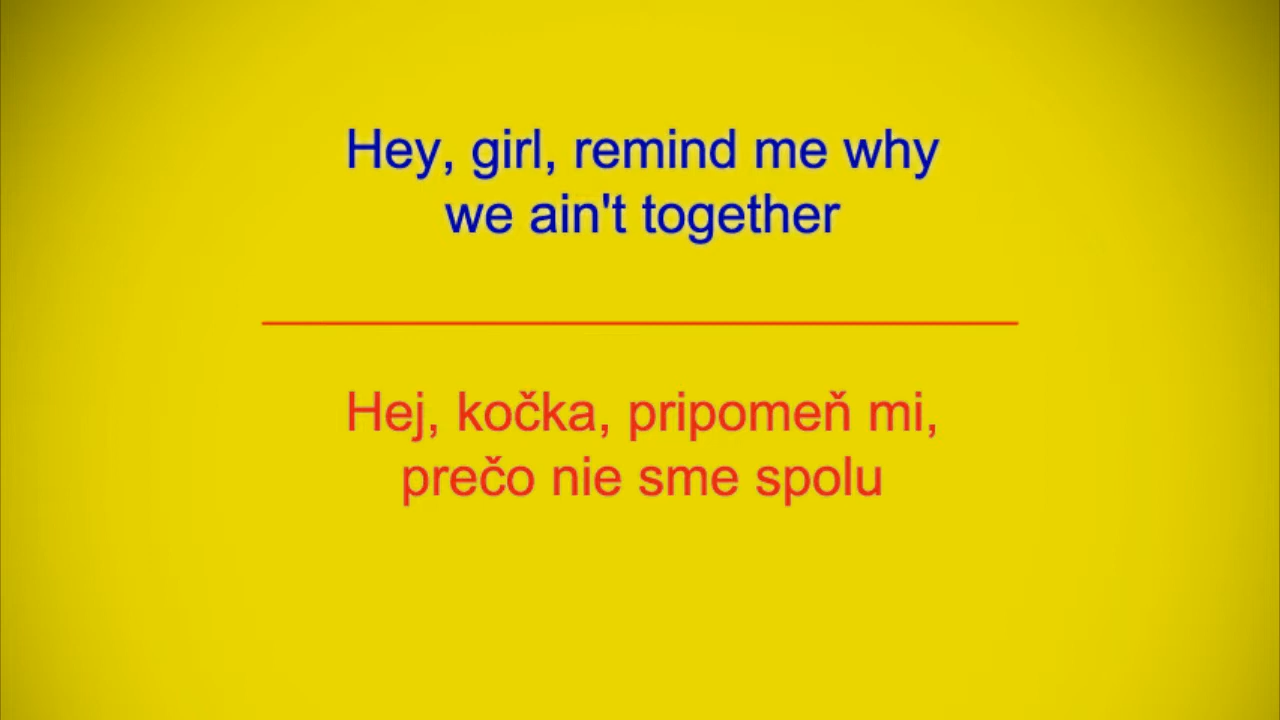 Hey, girl, remind me why
we ain't together
Hej, kočka, pripomeň mi,
prečo nie sme spolu